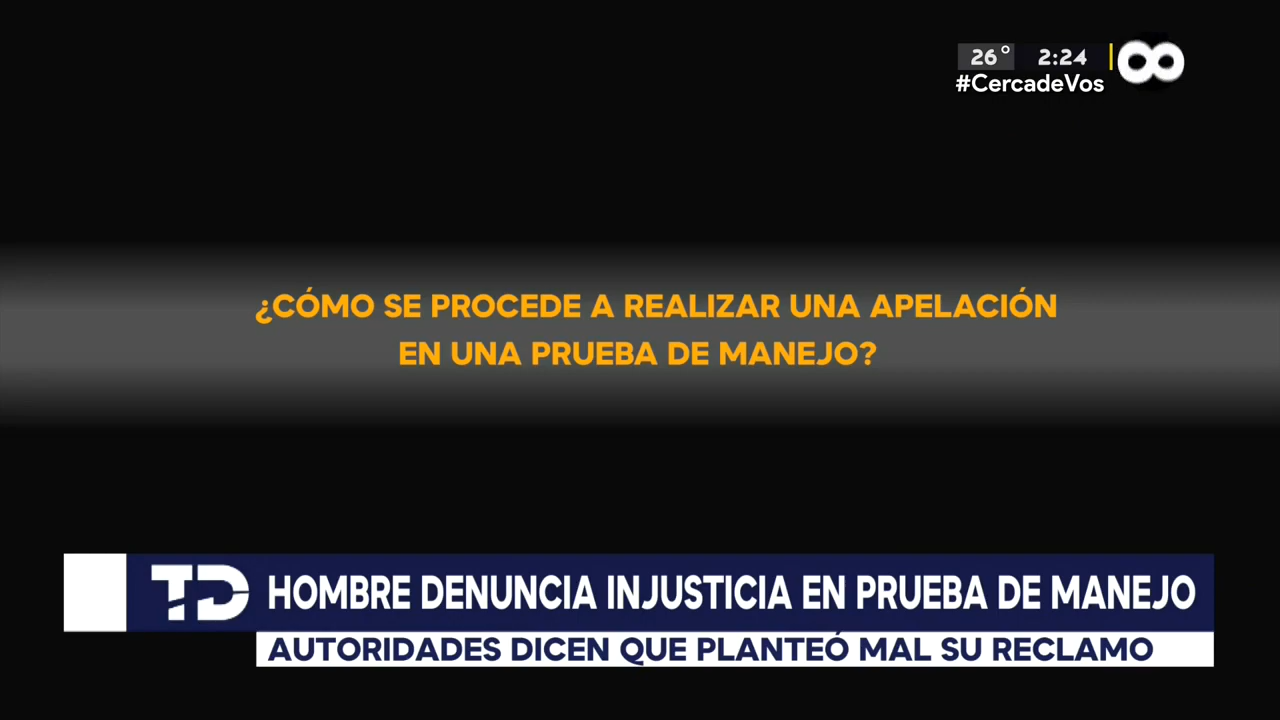 26° 2:24
#CercadeVos
¿CÓMO SE PROCEDE A REALIZAR UNA APELACIÓN
EN UNA PRUEBA DE MANEJO?
TD HOMBRE DENUNCIA INJUSTICIA EN PRUEBA DE MANEJO
AUTORIDADES DICEN QUE PLANTEÓ MAL SU RECLAMO